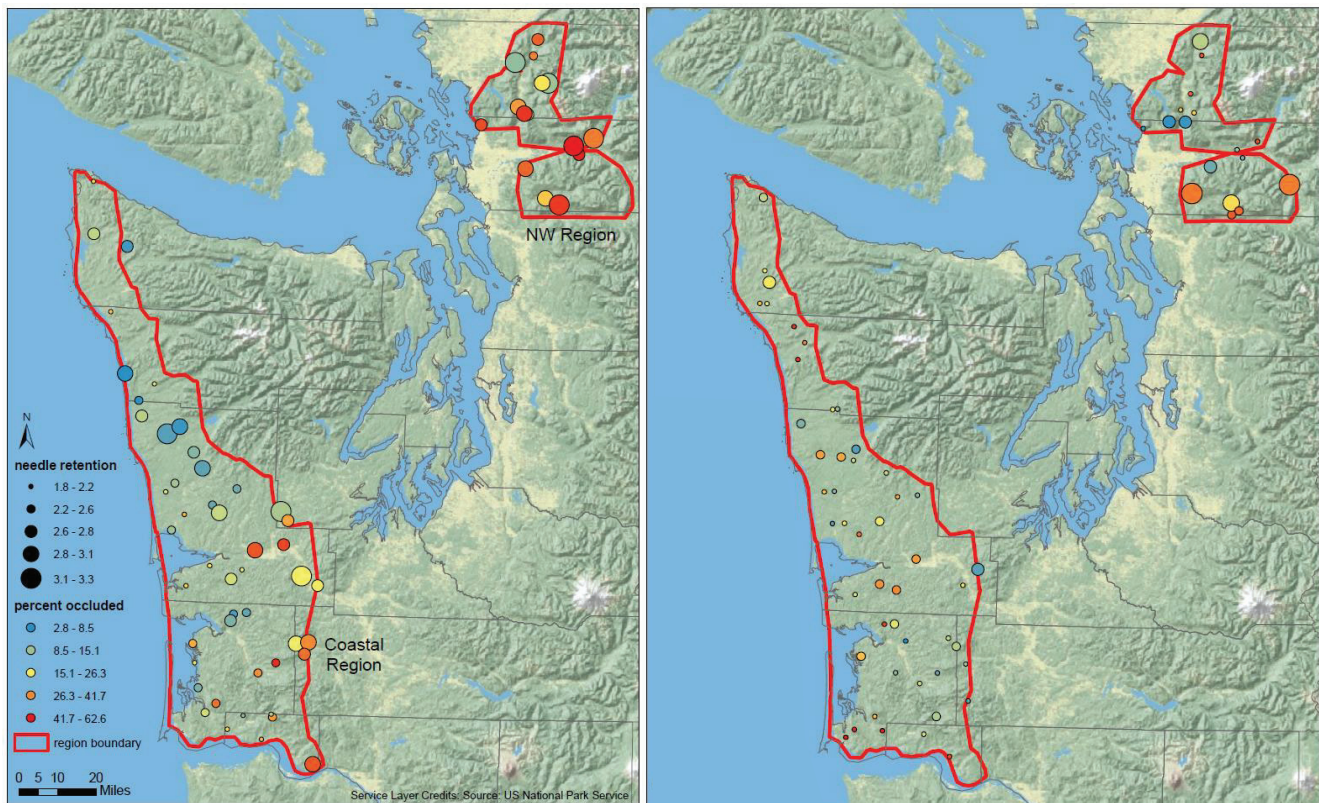 NW Region
N
needle retention
1.8 - 2.2
2.2 - 2.6
2.6 - 2.8
2.8 - 3.1
3.1 - 3.3
percent occluded
2.8 - 8.5
8.5 - 15.1
15.1 - 26.3
26.3 - 41.7
41.7 - 62.6
region boundary
Coastal
Region
0 5 10 20
Miles
Service Layer Credits: Source: US National Park Service